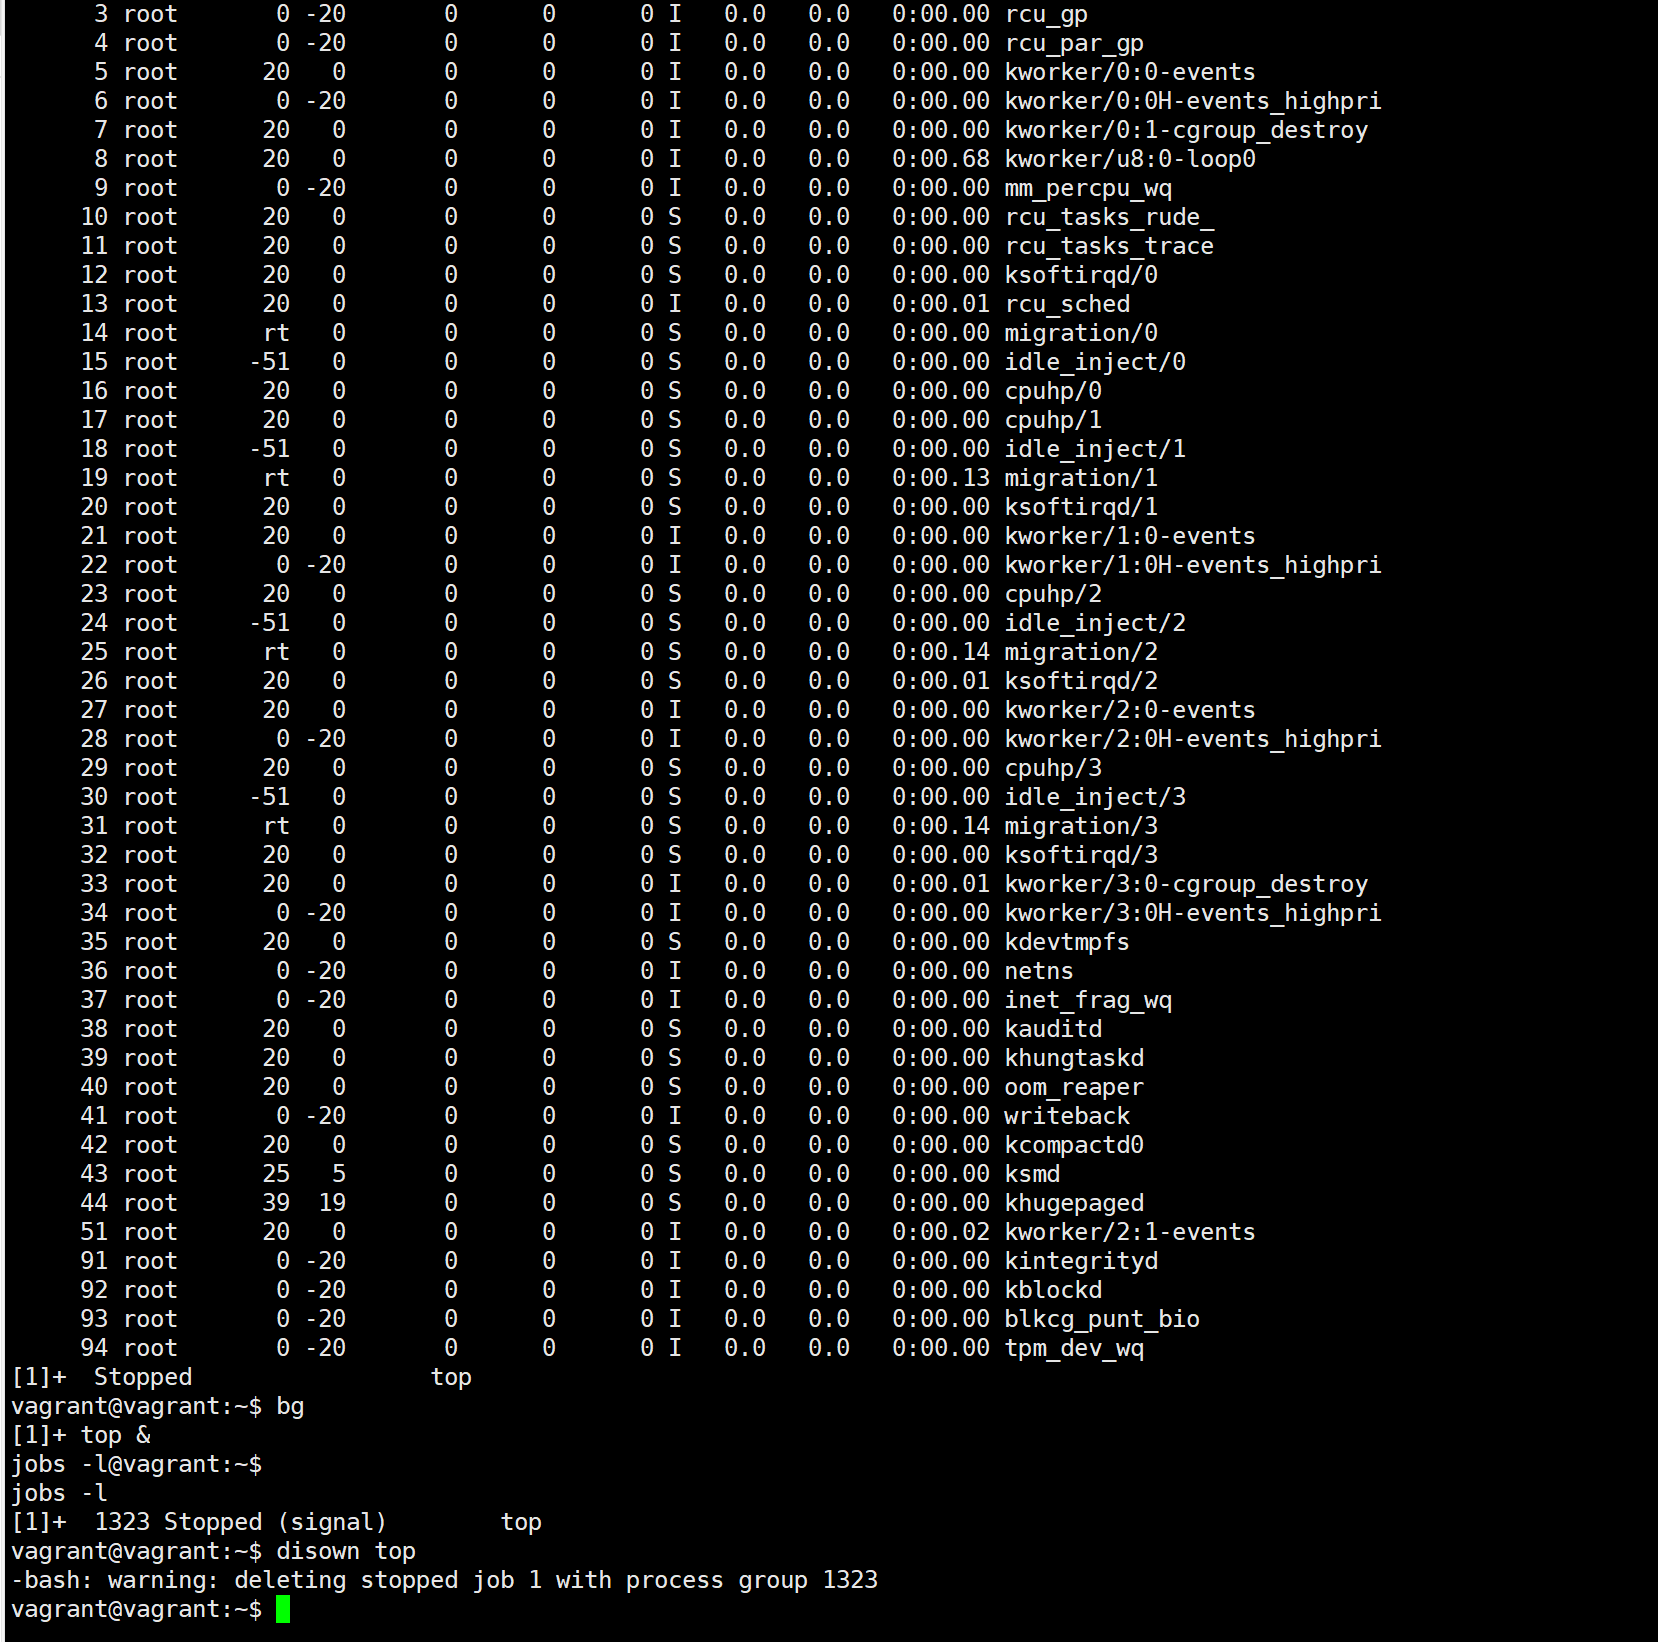 3 root 0 -20 0 0 0 I 0.0 0.0 0:00.00 rcu_gp
4 root 0 -20 0 0 0 I 0.0 0.0 0:00.00 rcu_par_gp
5 root 20 0 0 0 0 I 0.0 0.0 0:00.00 kworker/0:0-events
6 root 0 -20 0 0 0 I 0.0 0.0 0:00.00 kworker/0:0H-events_highpri
7 root 20 0 0 0 0 I 0.0 0.0 0:00.00 kworker/0:1-cgroup_destroy
8 root 20 0 0 0 0 I 0.0 0.0 0:00.68 kworker/u8:0-loop0
9 root 0 -20 0 0 0 I 0.0 0.0 0:00.00 mm_percpu_wq
10 root 20 0 0 0 0 S 0.0 0.0 0:00.00 rcu_tasks_rude_
11 root 20 0 0 0 0 S 0.0 0.0 0:00.00 rcu_tasks_trace
12 root 20 0 0 0 0 S 0.0 0.0 0:00.00 ksoftirqd/0
13 root 20 0 0 0 0 I 0.0 0.0 0:00.01 rcu_sched
14 root rt 0 0 0 0 S 0.0 0.0 0:00.00 migration/0
15 root -51 0 0 0 0 S 0.0 0.0 0:00.00 idle_inject/0
16 root 20 0 0 0 0 S 0.0 0.0 0:00.00 cpuhp/0
17 root 20 0 0 0 0 S 0.0 0.0 0:00.00 cpuhp/1
18 root -51 0 0 0 0 S 0.0 0.0 0:00.00 idle_inject/1
19 root rt 0 0 0 0 S 0.0 0.0 0:00.13 migration/1
20 root 20 0 0 0 0 S 0.0 0.0 0:00.00 ksoftirqd/1
21 root 20 0 0 0 0 I 0.0 0.0 0:00.00 kworker/1:0-events
22 root 0 -20 0 0 0 I 0.0 0.0 0:00.00 kworker/1:0H-events_highpri
23 root 20 0 0 0 0 S 0.0 0.0 0:00.00 cpuhp/2
24 root -51 0 0 0 0 S 0.0 0.0 0:00.00 idle_inject/2
25 root rt 0 0 0 0 S 0.0 0.0 0:00.14 migration/2
26 root 20 0 0 0 0 S 0.0 0.0 0:00.01 ksoftirqd/2
27 root 20 0 0 0 0 I 0.0 0.0 0:00.00 kworker/2:0-events
28 root 0 -20 0 0 0 I 0.0 0.0 0:00.00 kworker/2:0H-events_highpri
29 root 20 0 0 0 0 S 0.0 0.0 0:00.00 cpuhp/3
30 root -51 0 0 0 0 S 0.0 0.0 0:00.00 idle_inject/3
31 root rt 0 0 0 0 S 0.0 0.0 0:00.14 migration/3
32 root 20 0 0 0 0 S 0.0 0.0 0:00.00 ksoftirqd/3
33 root 20 0 0 0 0 I 0.0 0.0 0:00.01 kworker/3:0-cgroup_destroy
34 root 0 -20 0 0 0 I 0.0 0.0 0:00.00 kworker/3:0H-events_highpri
35 root 20 0 0 0 0 S 0.0 0.0 0:00.00 kdevtmpfs
36 root 0 -20 0 0 0 I 0.0 0.0 0:00.00 netns
37 root 0 -20 0 0 0 I 0.0 0.0 0:00.00 inet_frag_wq
38 root 20 0 0 0 0 S 0.0 0.0 0:00.00 kauditd
39 root 20 0 0 0 0 S 0.0 0.0 0:00.00 khungtaskd
40 root 20 0 0 0 0 S 0.0 0.0 0:00.00 oom_reaper
41 root 0 -20 0 0 0 I 0.0 0.0 0:00.00 writeback
42 root 20 0 0 0 0 S 0.0 0.0 0:00.00 kcompactd0
43 root 25 5 0 0 0 S 0.0 0.0 0:00.00 ksmd
44 root 39 19 0 0 0 S 0.0 0.0 0:00.00 khugepaged
51 root 20 0 0 0 0 I 0.0 0.0 0:00.02 kworker/2:1-events
91 root 0 -20 0 0 0 I 0.0 0.0 0:00.00 kintegrityd
92 root 0 -20 0 0 0 I 0.0 0.0 0:00.00 kblockd
93 root 0 -20 0 0 0 I 0.0 0.0 0:00.00 blkcg_punt_bio
94 root 0 -20 0 0 0 I 0.0 0.0 0:00.00 tpm_dev_wq
[1]+ Stopped top
vagrant@vagrant:~$ bg
[1]+ top &
jobs -l@vagrant:~$
jobs -l
[1]+ 1323 Stopped (signal) top
vagrant@vagrant:~$ disown top
-bash: warning: deleting stopped job 1 with process group 1323
vagrant@vagrant:~$